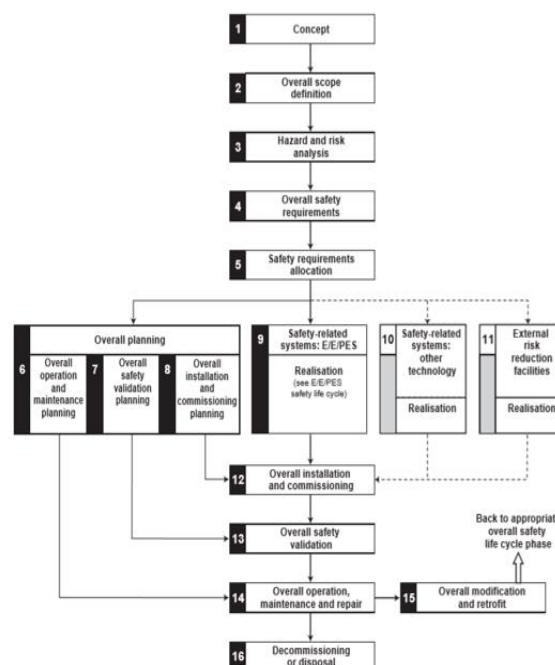 1
Concept
2
Overall scope
definition
3
Hazard and risk
analysis
4
Overall safety
requirements
5
Safety requirements
allocation
Overall planning
6
Overall
operation
and
maintenance
planning
7
Overall
safety
validation
planning
8
Overall
installation
and
commissioning
planning
9
Safety-related
systems: E/E/PES
Realisation
(see E/E/PES
safety life cycle)
10
Safety-related
systems:
other
technology
Realisation
11
External
risk
reduction
facilities
Realisation
12
Overall installation
and commissioning
13
Overall safety
validation
Back to appropriat
overall safety
life cycle phase
14
Overall operation,
maintenance and repair
15
Overall modification
and retrofit
16
Decommissioning
or disposal